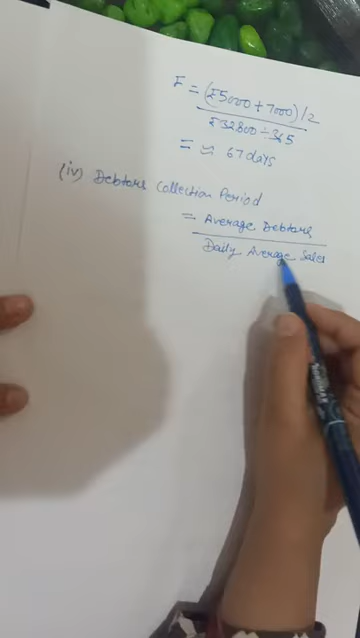 F = (₹5000 + 7000)/2
₹32800 ÷ 365
= ≈ 67 days
(iv) Debtors Collection Period
= Average Debtors
Daily Average Sales